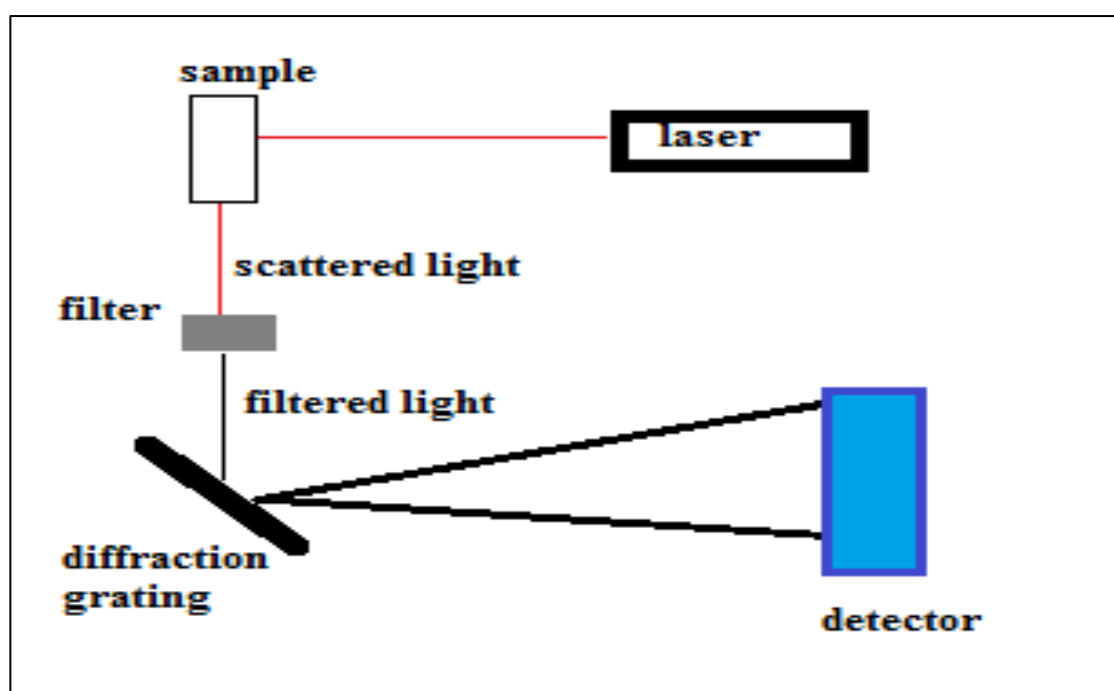 sample
laser
scattered light
filter
filtered light
diffraction
grating
detector